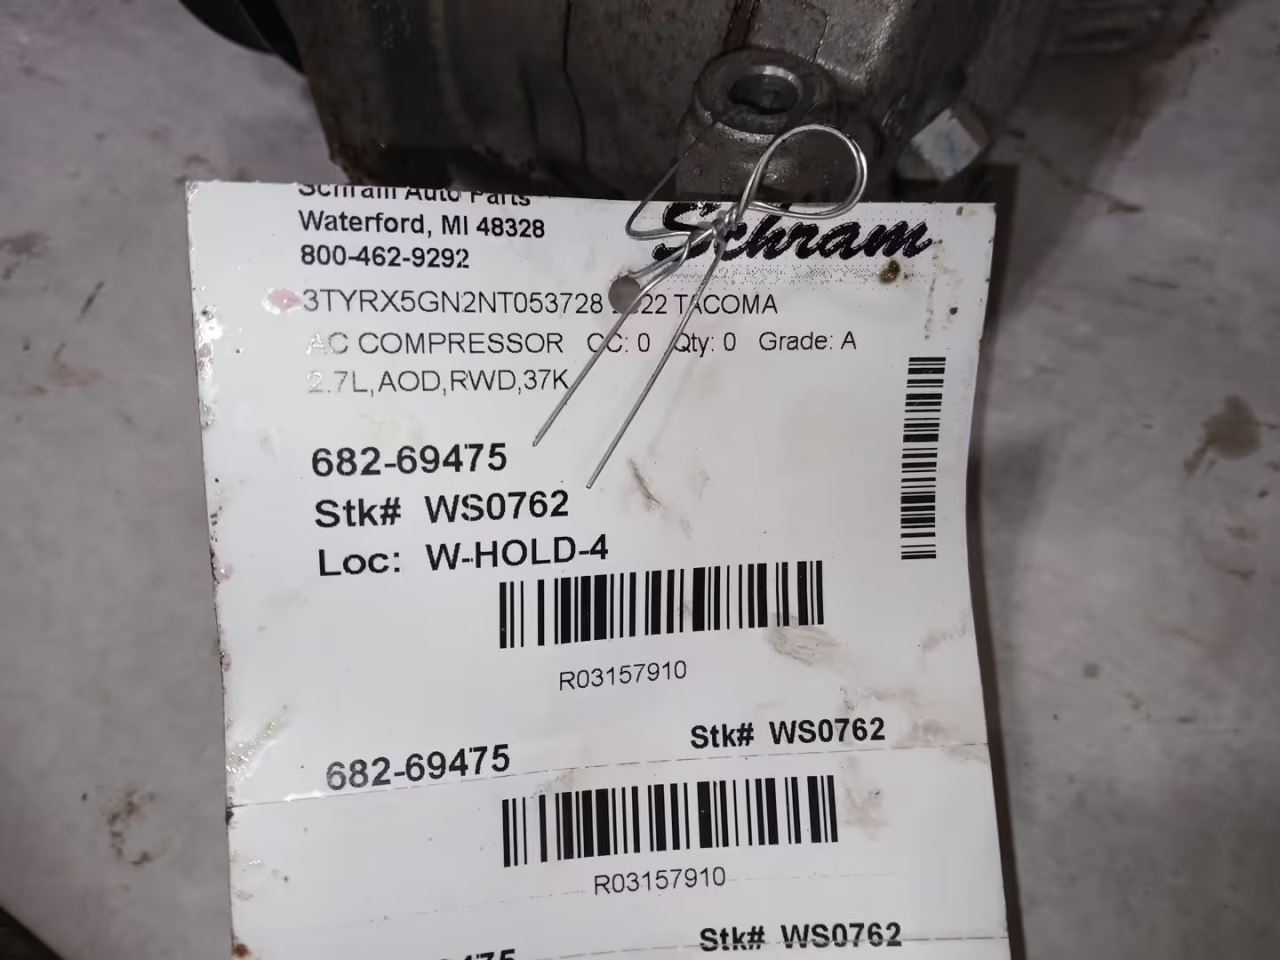 Schram Auto Parts
Waterford, MI 48328
800-462-9292
Schram
3TYRX5GN2NT053728 2022 TACOMA
AC COMPRESSOR CC: 0 Qty: 0 Grade: A
2.7L,AOD,RWD,37K
682-69475
Stk# WS0762
Loc: W-HOLD-4
R03157910
682-69475 Stk# WS0762
R03157910
Stk# WS0762